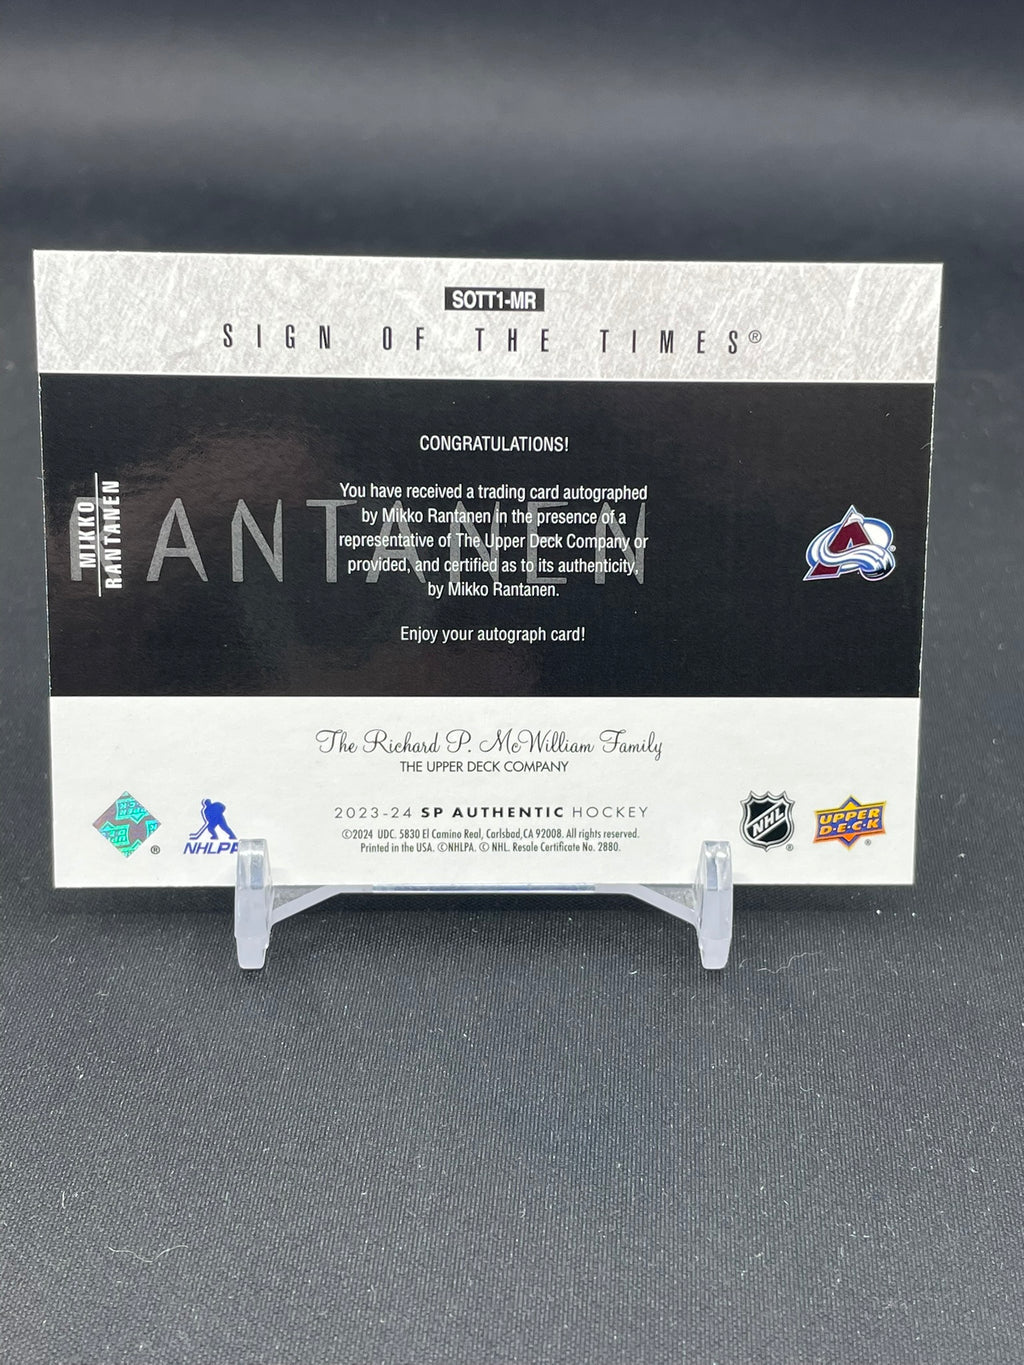 SOTT1-MR
SIGN OF THE TIMES®
CONGRATULATIONS!
You have received a trading card autographed
by Mikko Rantanen in the presence of a
representative of The Upper Deck Company or
provided, and certified as to its authenticity,
by Mikko Rantanen.
Enjoy your autograph card!
RANTANEN
MIKKO
RANTANEN
The Richard P. McWilliam Family
THE UPPER DECK COMPANY
2023-24 SP AUTHENTIC HOCKEY
©2024 UDC. 5830 El Camino Real, Carlsbad, CA 92008. All rights reserved.
Printed in the USA. ©NHLPA. © NHL. Resale Certificate No. 2880.
®
NHLPA
NHL
®
UPPER
D·E·C·K
®